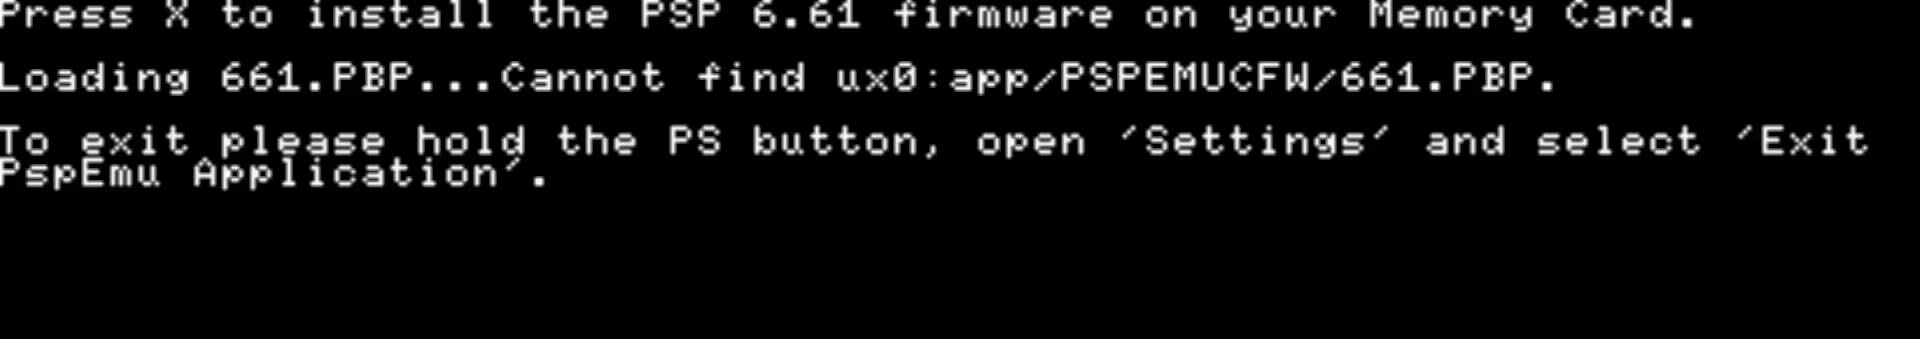 Press X to install the PSP 6.61 firmware on your Memory Card.
Loading 661.PBP...Cannot find ux0:app/PSPEMUCFW/661.PBP.
To exit please hold the PS button, open 'Settings' and select 'Exit
PspEmu Application'.